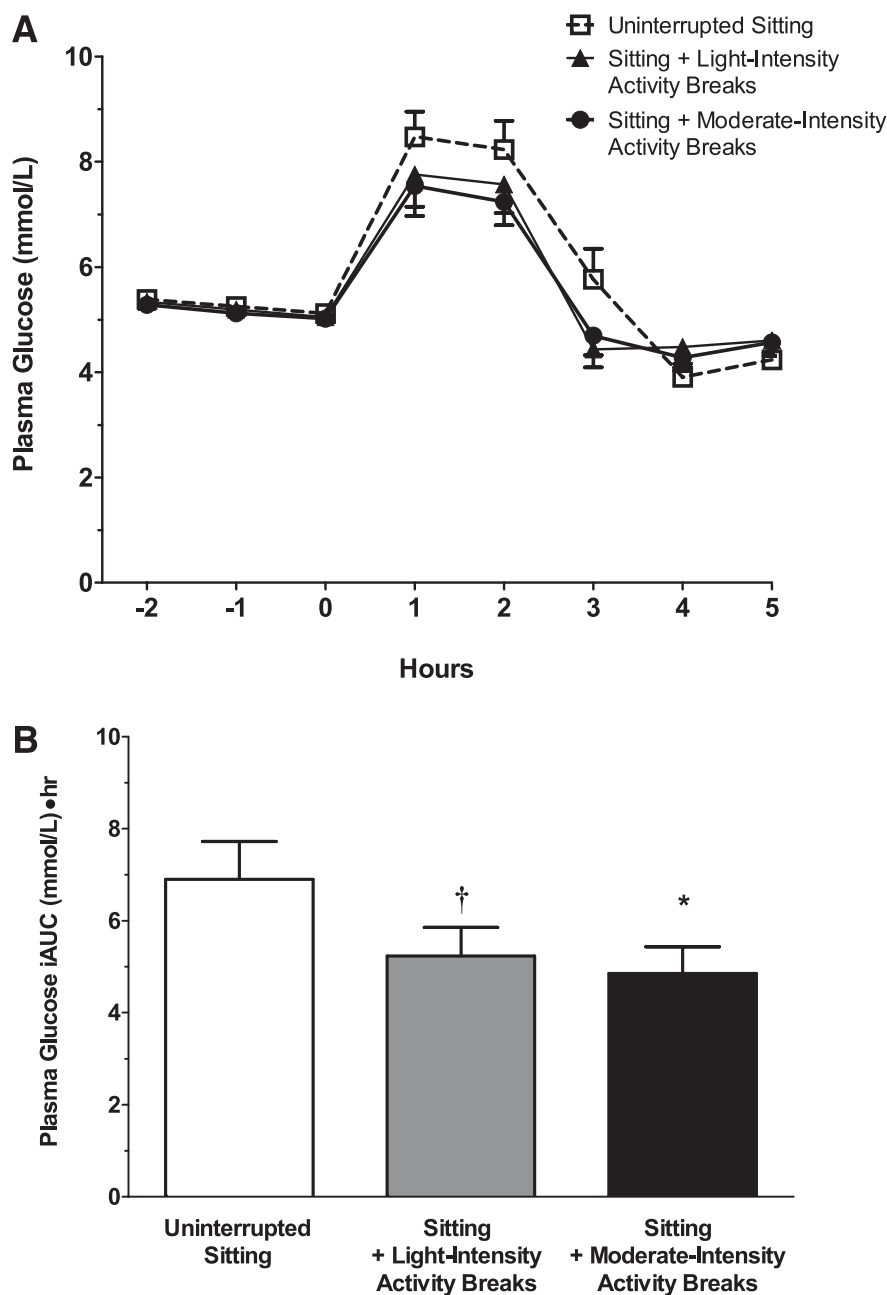 A
Uninterrupted Sitting
Sitting + Light-Intensity
Activity Breaks
Sitting + Moderate-Intensity
Activity Breaks
Plasma Glucose (mmol/L)
10
8
6
4
2
0
-2 -1 0 1 2 3 4 5
Hours
B
Plasma Glucose iAUC (mmol/L)•hr
10
8
6
4
2
0
† *
Uninterrupted
Sitting
Sitting
+ Light-Intensity
Activity Breaks
Sitting
+ Moderate-Intensity
Activity Breaks